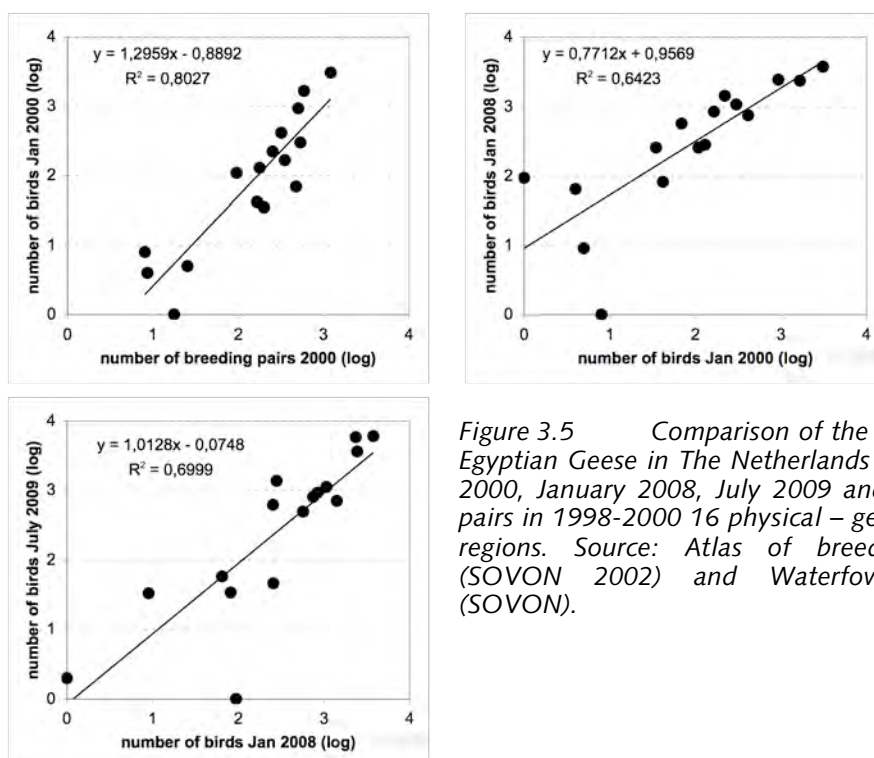 y = 1,2959x - 0,8892
R² = 0,8027
4
3
2
1
0
number of birds Jan 2000 (log)
0 1 2 3 4
number of breeding pairs 2000 (log)
y = 0,7712x + 0,9569
R² = 0,6423
4
3
2
1
0
number of birds Jan 2008 (log)
0 1 2 3 4
number of birds Jan 2000 (log)
y = 1,0128x - 0,0748
R² = 0,6999
4
3
2
1
0
number of birds July 2009 (log)
0 1 2 3 4
number of birds Jan 2008 (log)
Figure 3.5 Comparison of the
Egyptian Geese in The Netherlands
2000, January 2008, July 2009 and
pairs in 1998-2000 16 physical – ge
regions. Source: Atlas of breed
(SOVON 2002) and Waterfov
(SOVON).